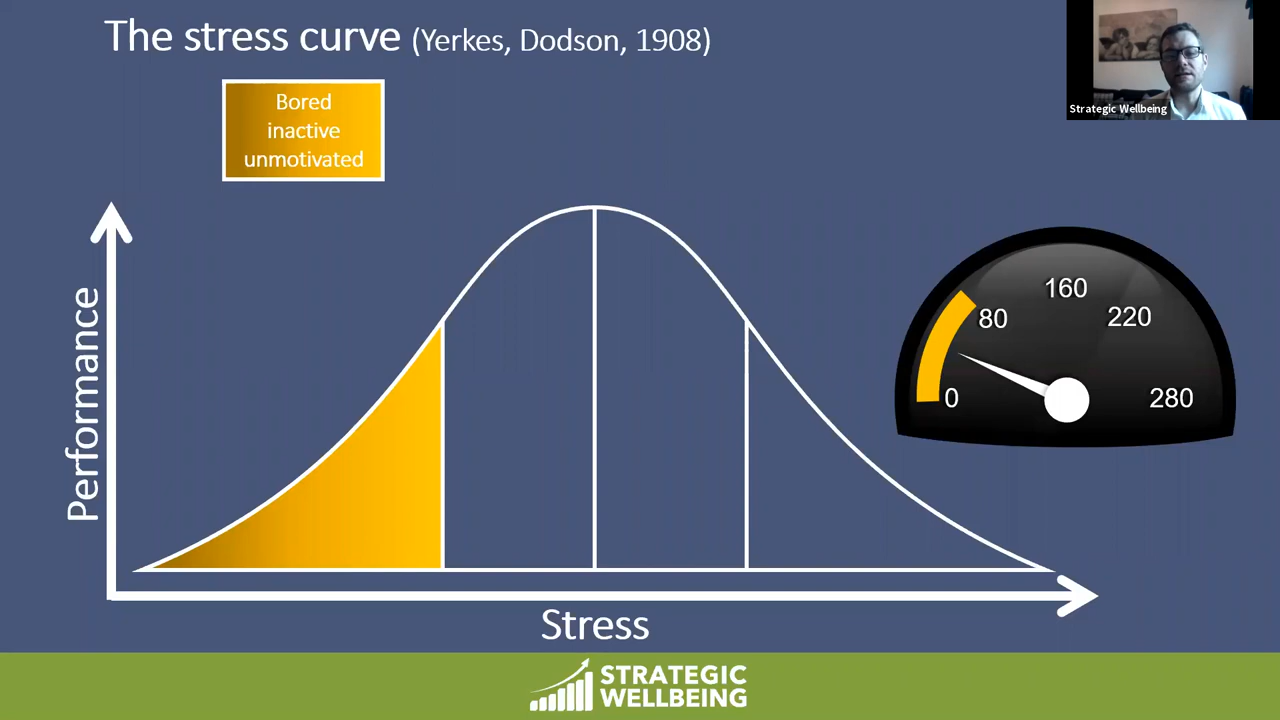 The stress curve (Yerkes, Dodson, 1908)
Strategic Wellbeing
Bored
inactive
unmotivated
Performance
Stress
0
80
160
220
280
STRATEGIC
WELLBEING